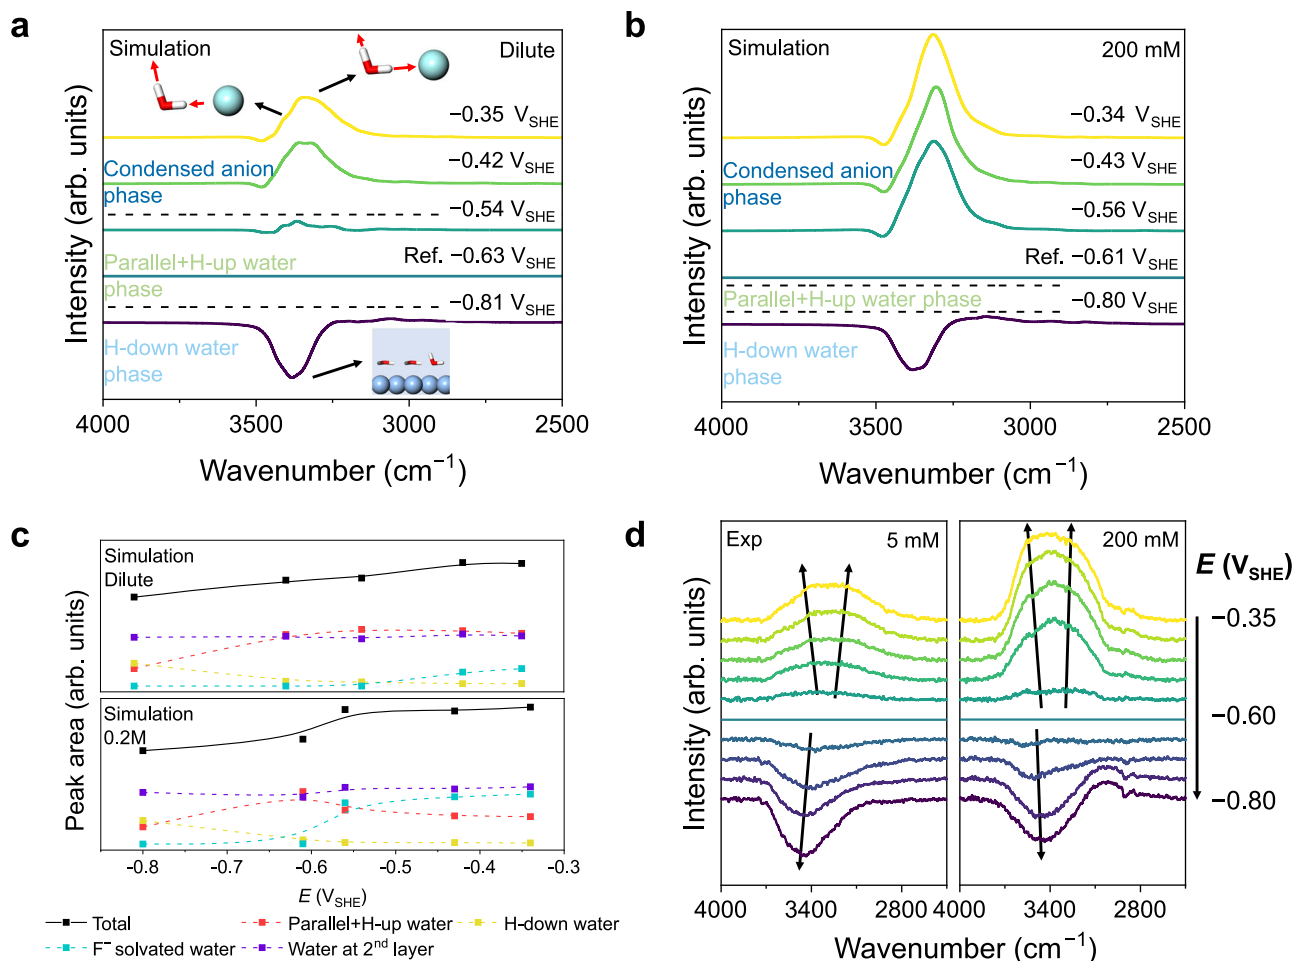 a
Simulation
Dilute
−0.35 V_SHE
−0.42 V_SHE
Condensed anion
phase
−0.54 V_SHE
Parallel+H-up water
phase
Ref. −0.63 V_SHE
−0.81 V_SHE
H-down water
phase
Intensity (arb. units)
4000 3500 3000 2500
Wavenumber (cm⁻¹)
b
Simulation
200 mM
−0.34 V_SHE
−0.43 V_SHE
Condensed anion
phase
−0.56 V_SHE
Ref. −0.61 V_SHE
Parallel+H-up water phase
−0.80 V_SHE
H-down water
phase
Intensity (arb. units)
4000 3500 3000 2500
Wavenumber (cm⁻¹)
c
Simulation
Dilute
Simulation
0.2M
Peak area (arb. units)
-0.8 -0.7 -0.6 -0.5 -0.4 -0.3
E (V_SHE)
Total
Parallel+H-up water
H-down water
F⁻ solvated water
Water at 2nd layer
d
Exp
5 mM
200 mM
E (V_SHE)
−0.35
−0.60
−0.80
Intensity (arb. units)
4000 3400 2800 4000 3400 2800
Wavenumber (cm⁻¹)